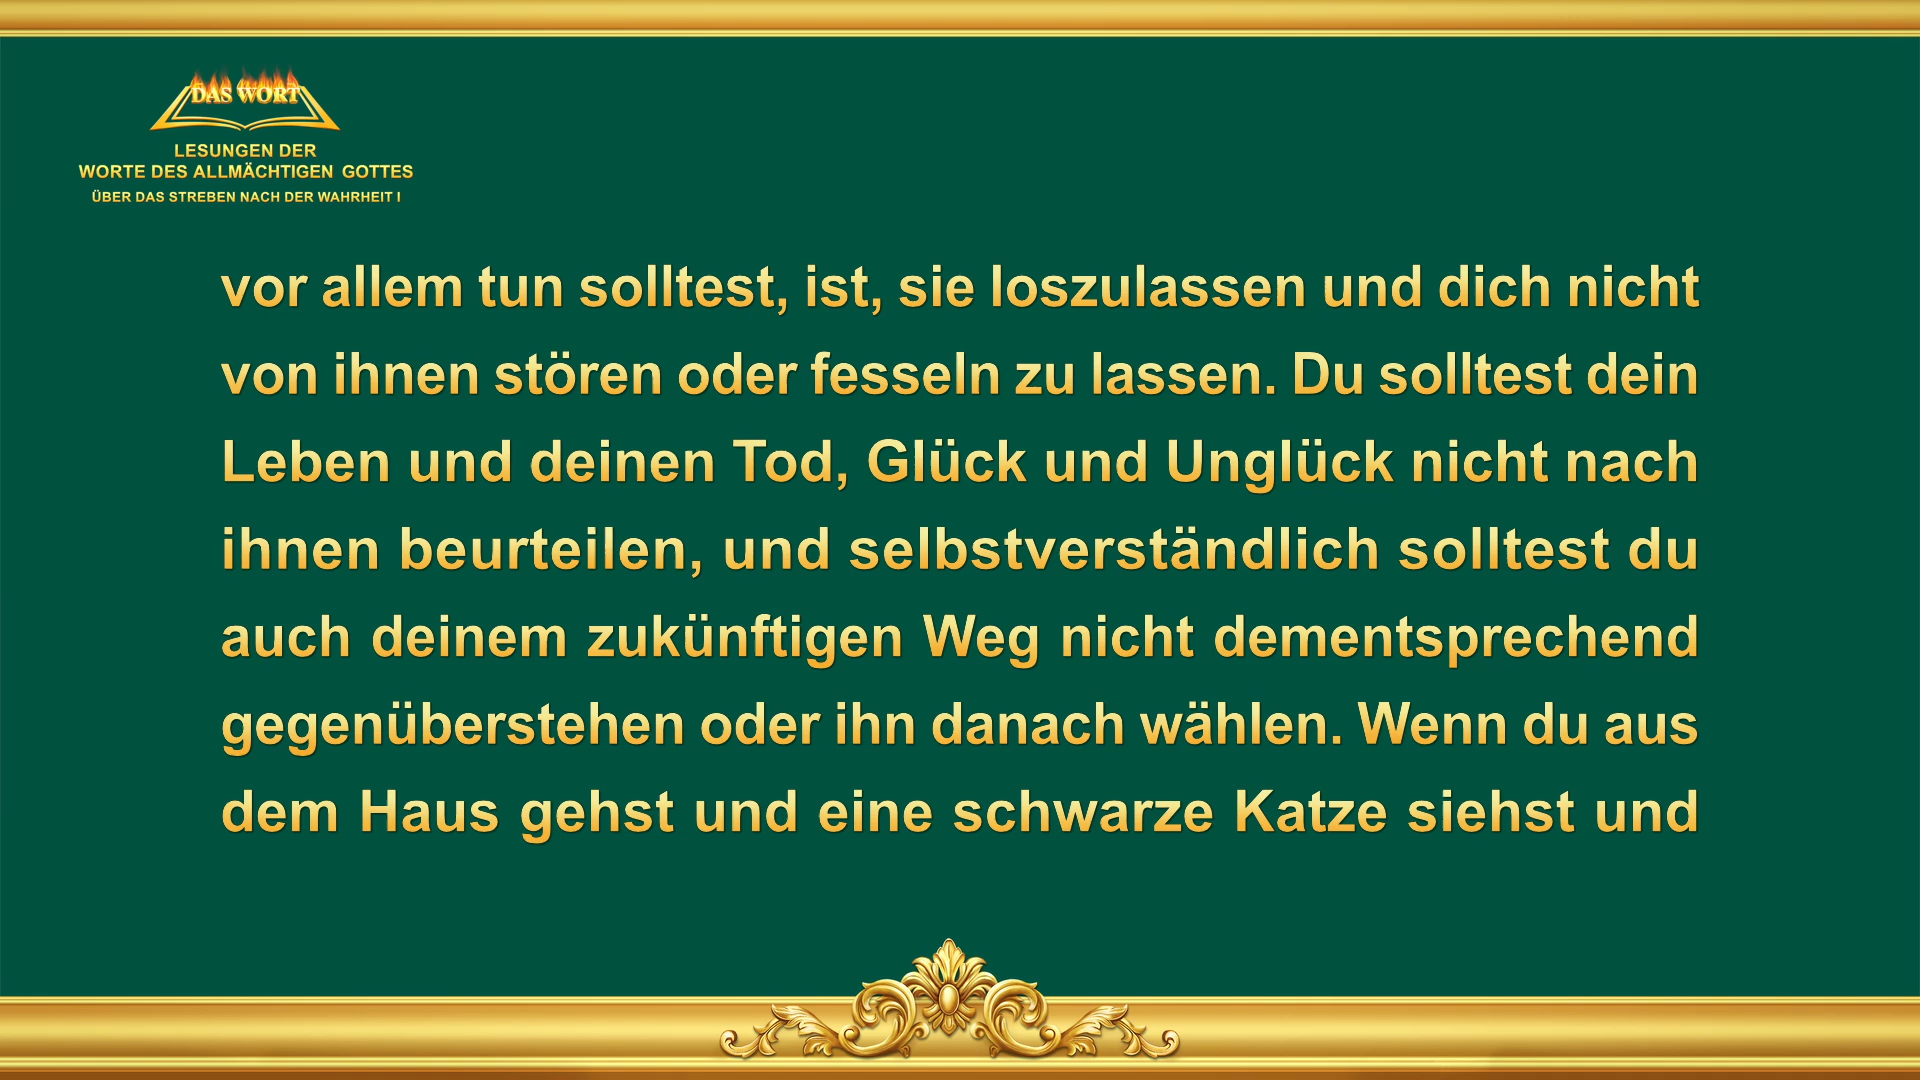 DAS WORT
LESUNGEN DER
WORTE DES ALLMÄCHTIGEN GOTTES
ÜBER DAS STREBEN NACH DER WAHRHEIT I
vor allem tun solltest, ist, sie loszulassen und dich nicht
von ihnen stören oder fesseln zu lassen. Du solltest dein
Leben und deinen Tod, Glück und Unglück nicht nach
ihnen beurteilen, und selbstverständlich solltest du
auch deinem zukünftigen Weg nicht dementsprechend
gegenüberstehen oder ihn danach wählen. Wenn du aus
dem Haus gehst und eine schwarze Katze siehst und